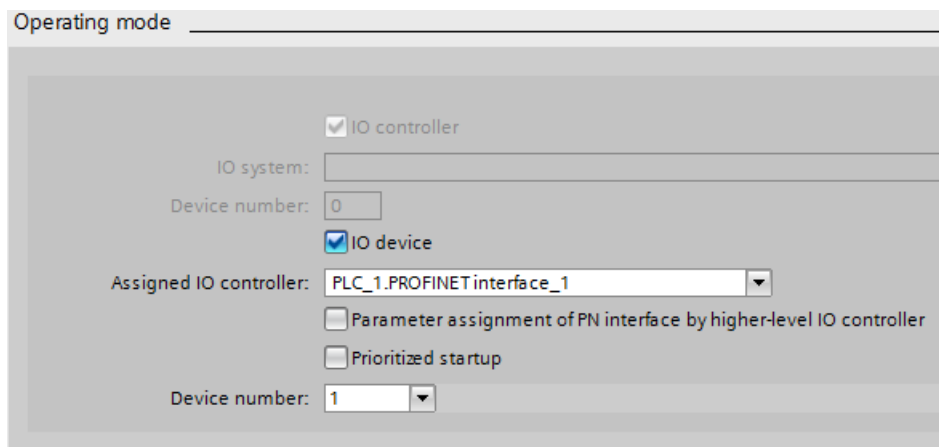 Operating mode
IO controller
IO system:
Device number: 0
IO device
Assigned IO controller: PLC_1.PROFINET interface_1
Parameter assignment of PN interface by higher-level IO controller
Prioritized startup
Device number: 1